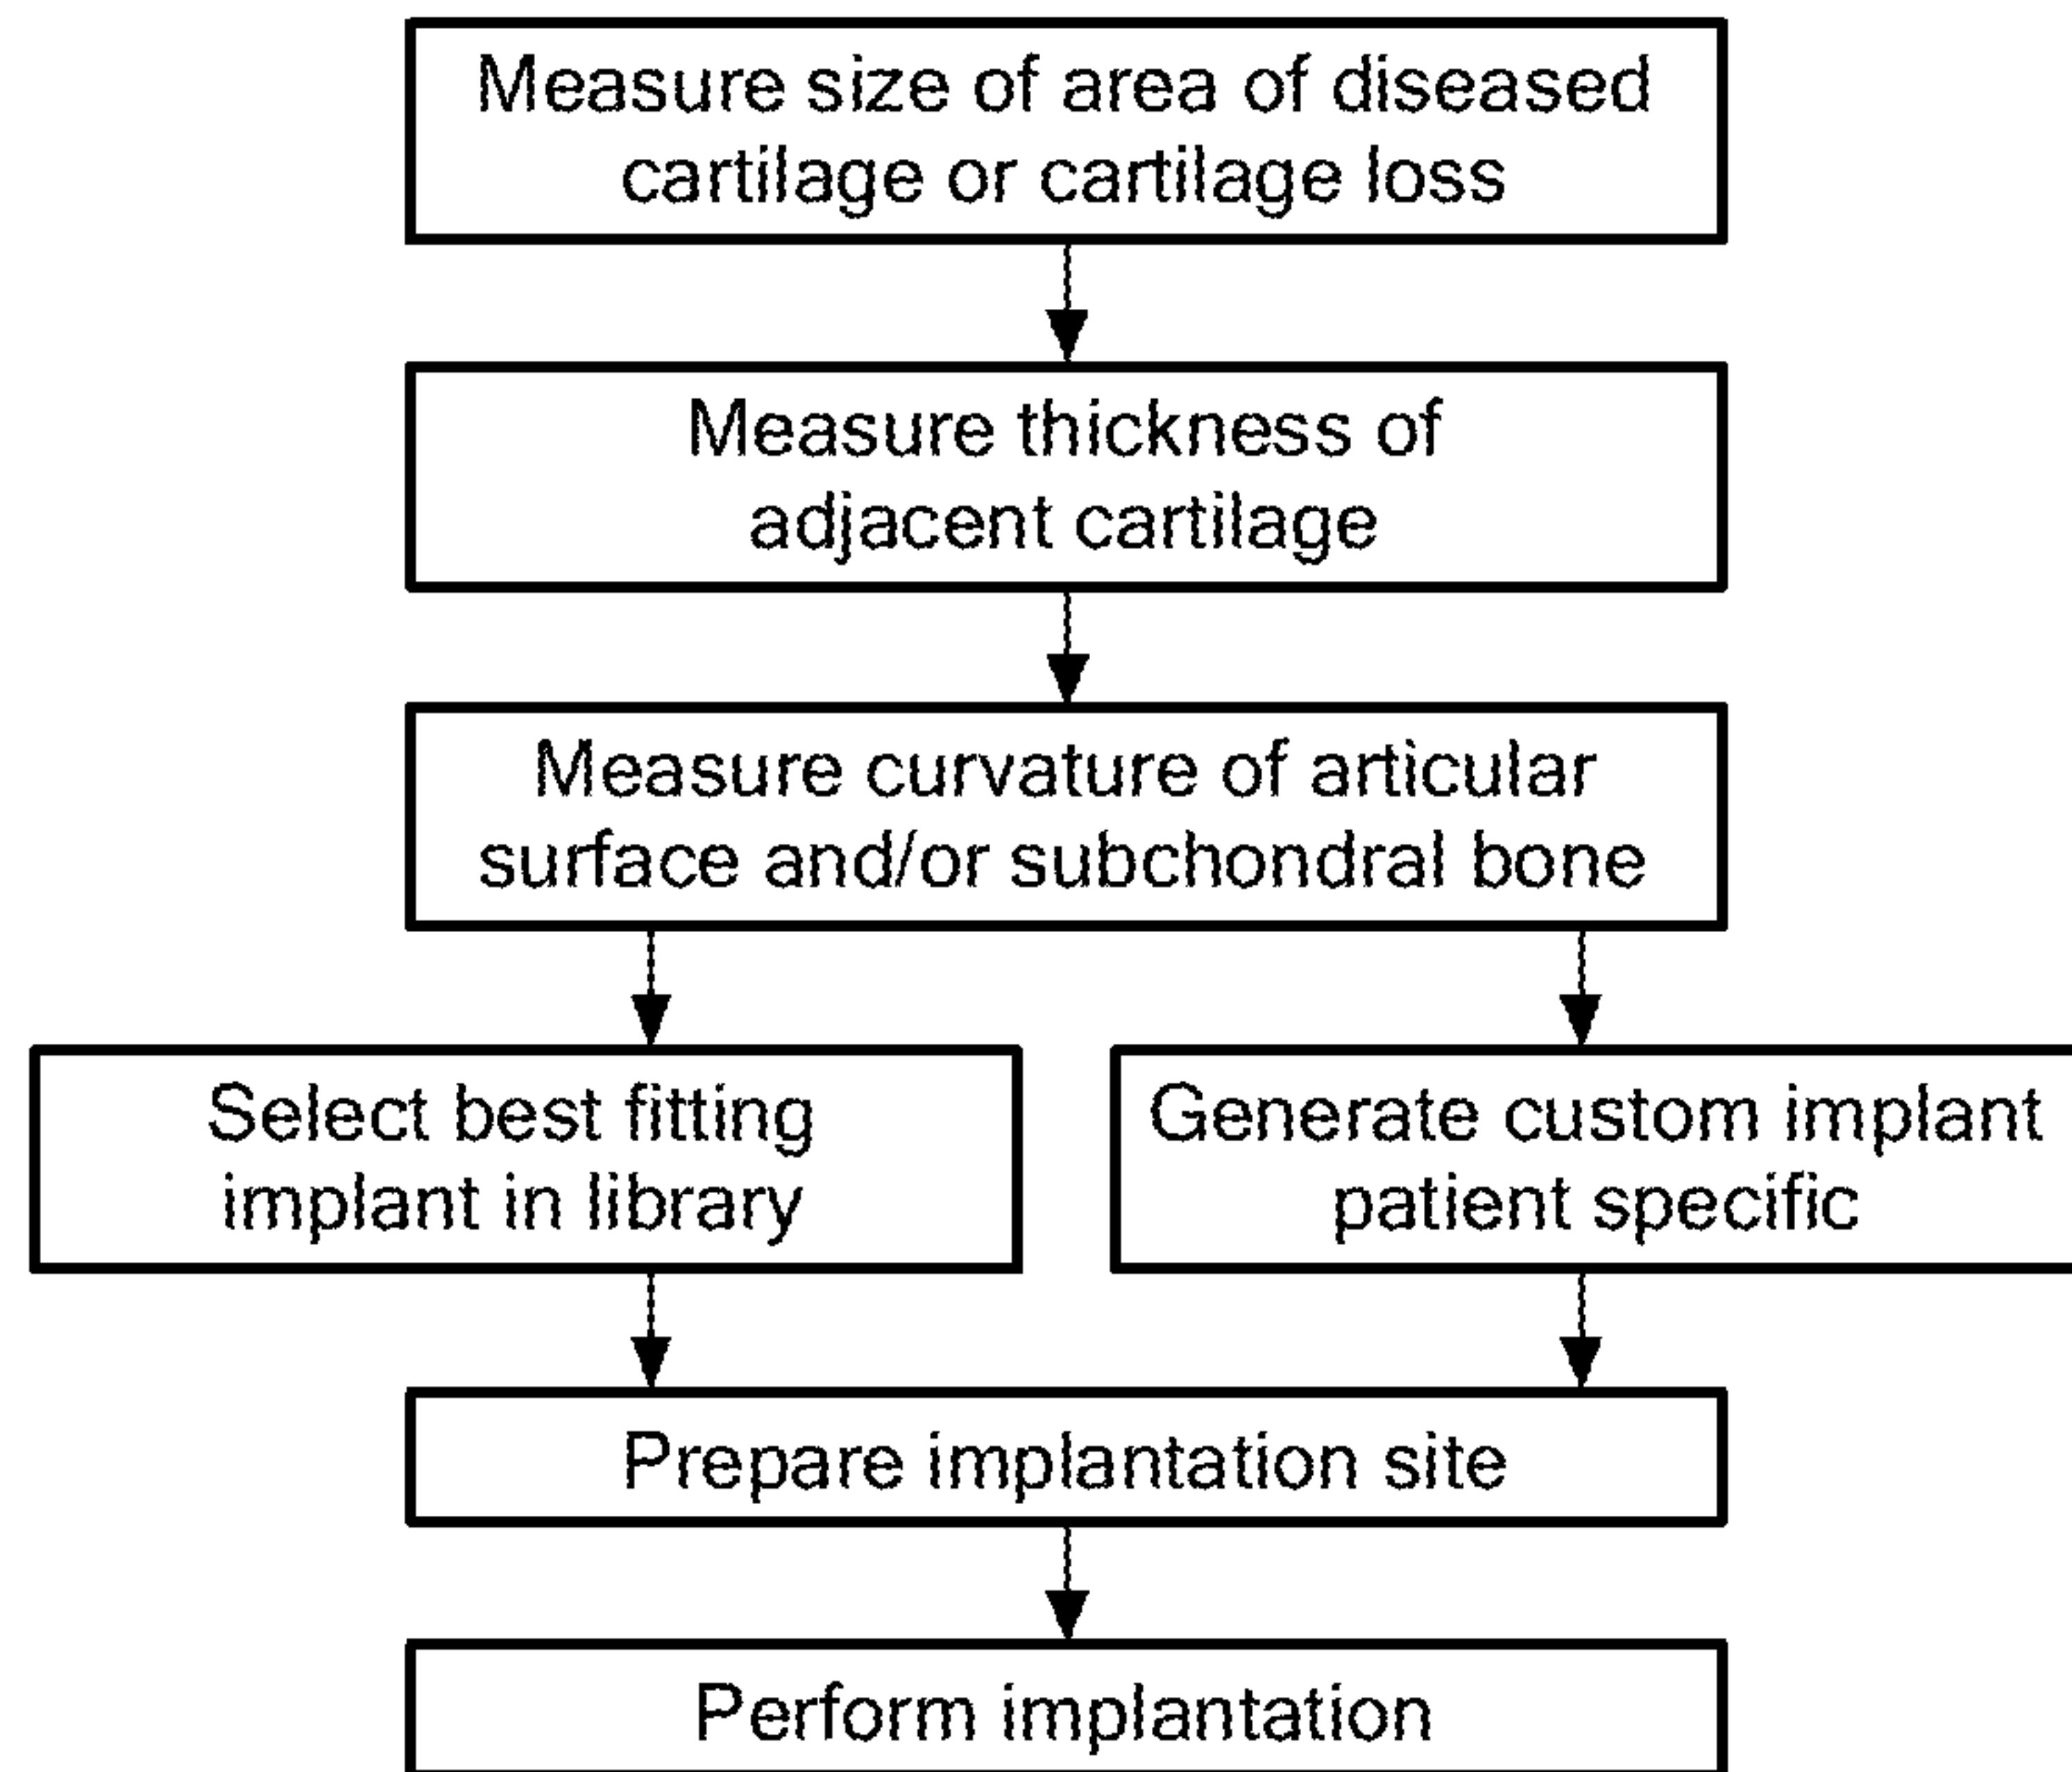 Measure size of area of diseased
cartilage or cartilage loss
Measure thickness of
adjacent cartilage
Measure curvature of articular
surface and/or subchondral bone
Select best fitting
implant in library
Generate custom implant
patient specific
Prepare implantation site
Perform implantation